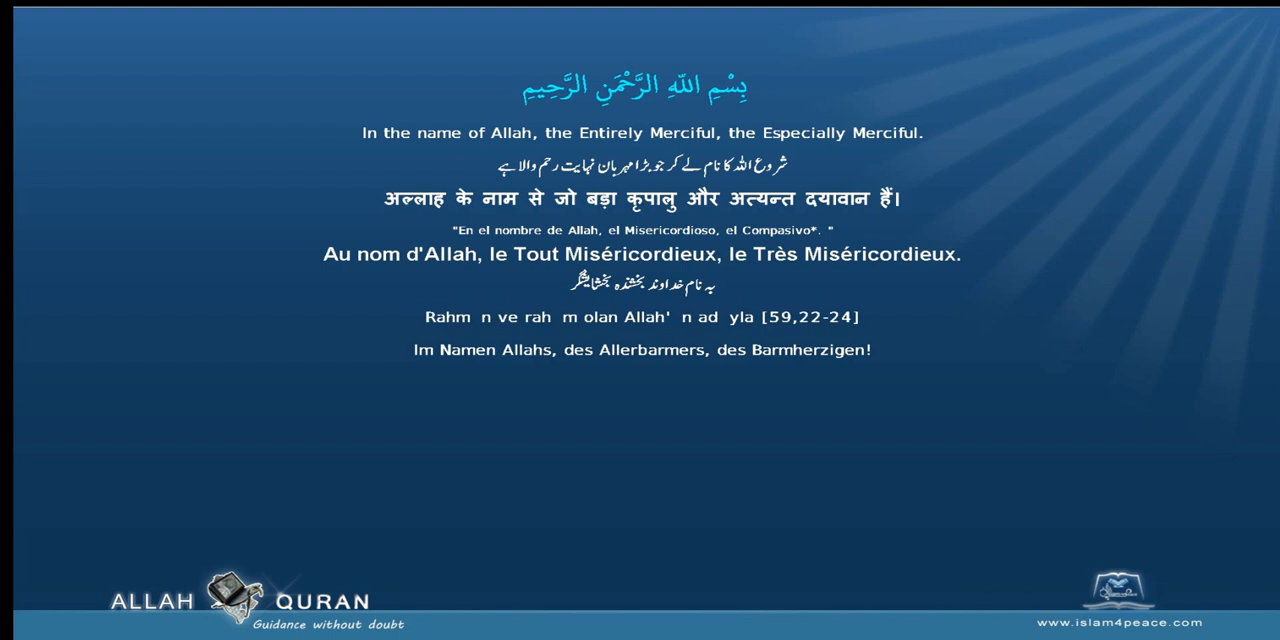 بِسْمِ اللّٰهِ الرَّحْمَنِ الرَّحِيمِ
In the name of Allah, the Entirely Merciful, the Especially Merciful.
شروع اللہ کا نام لے کر جو بڑا مہربان نہایت رحم والا ہے
अल्लाह के नाम से जो बड़ा कृपालु और अत्यन्त दयावान हैं।
"En el nombre de Allah, el Misericordioso, el Compasivo*. "
Au nom d'Allah, le Tout Miséricordieux, le Très Miséricordieux.
به نام خداوند بخشنده بخشایشگر
Rahm n ve rah m olan Allah' n ad yla [59,22-24]
Im Namen Allahs, des Allerbarmers, des Barmherzigen!
ALLAH QURAN
Guidance without doubt
www.islam4peace.com